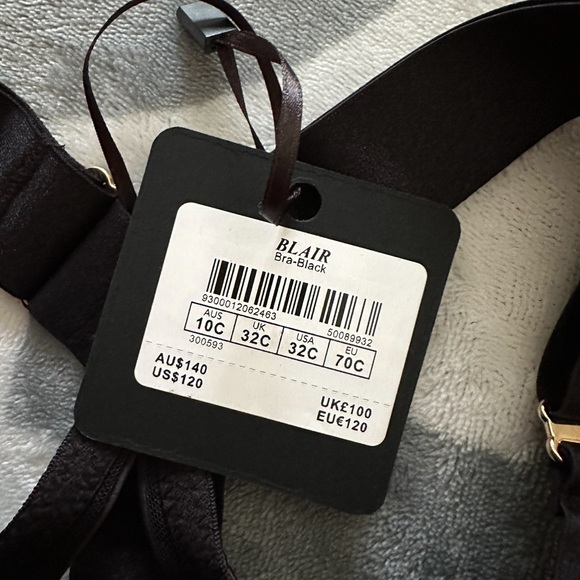 BLAIR
Bra-Black
9300012062463 50089932
AUS UK USA EU
10C 32C 32C 70C
300593
AU$140
US$120
UK£100
EU€120